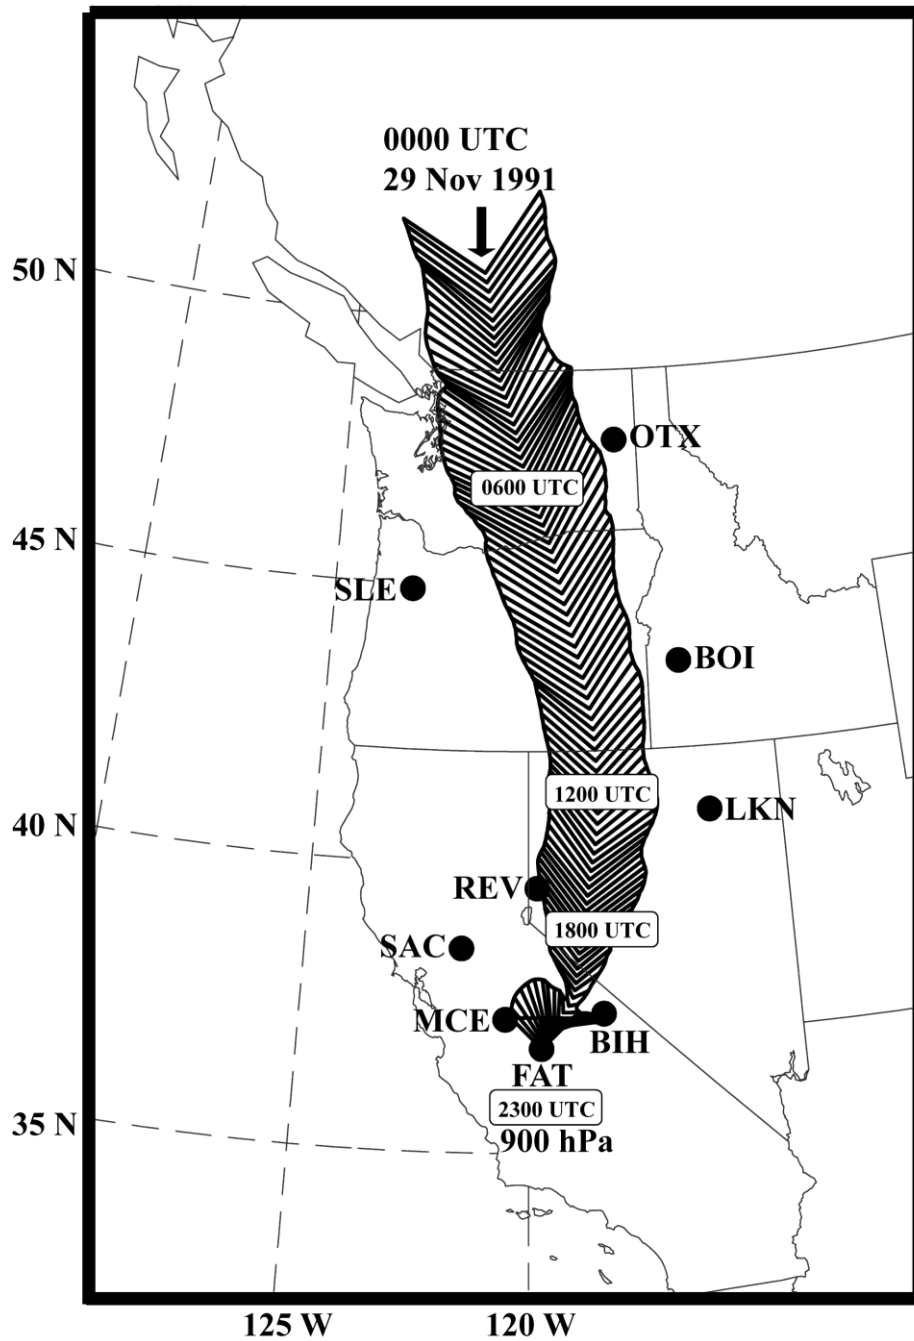 0000 UTC
29 Nov 1991
50 N
OTX
0600 UTC
45 N
SLE
BOI
1200 UTC
LKN
40 N
REV
1800 UTC
SAC
MCE
BIH
FAT
2300 UTC
35 N
900 hPa
125 W
120 W